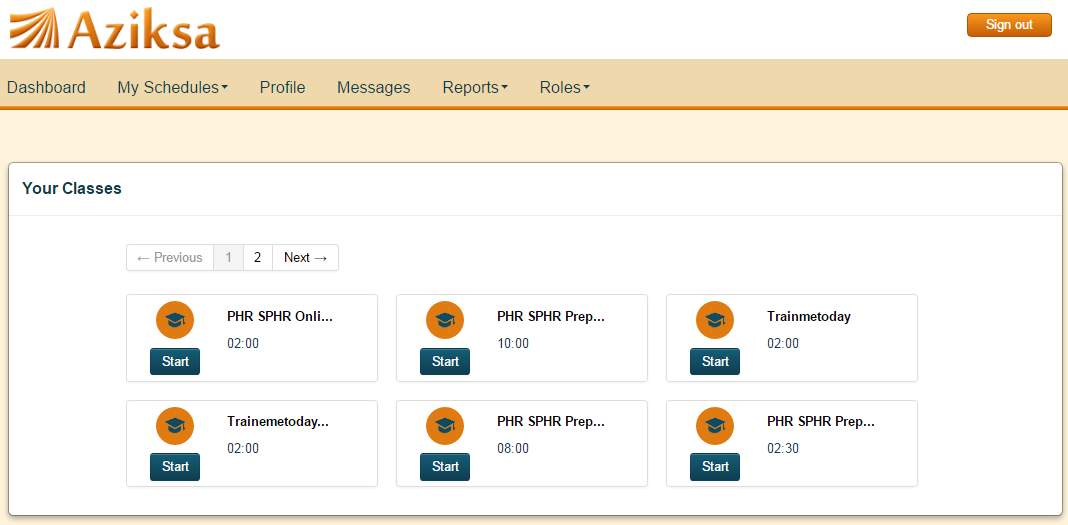 Aziksa
Sign out
Dashboard My Schedules Profile Messages Reports Roles
Your Classes
← Previous 1 2 Next →
PHR SPHR Onli...
02:00
Start
PHR SPHR Prep...
10:00
Start
Trainmetoday
02:00
Start
Trainemetoday...
02:00
Start
PHR SPHR Prep...
08:00
Start
PHR SPHR Prep...
02:30
Start